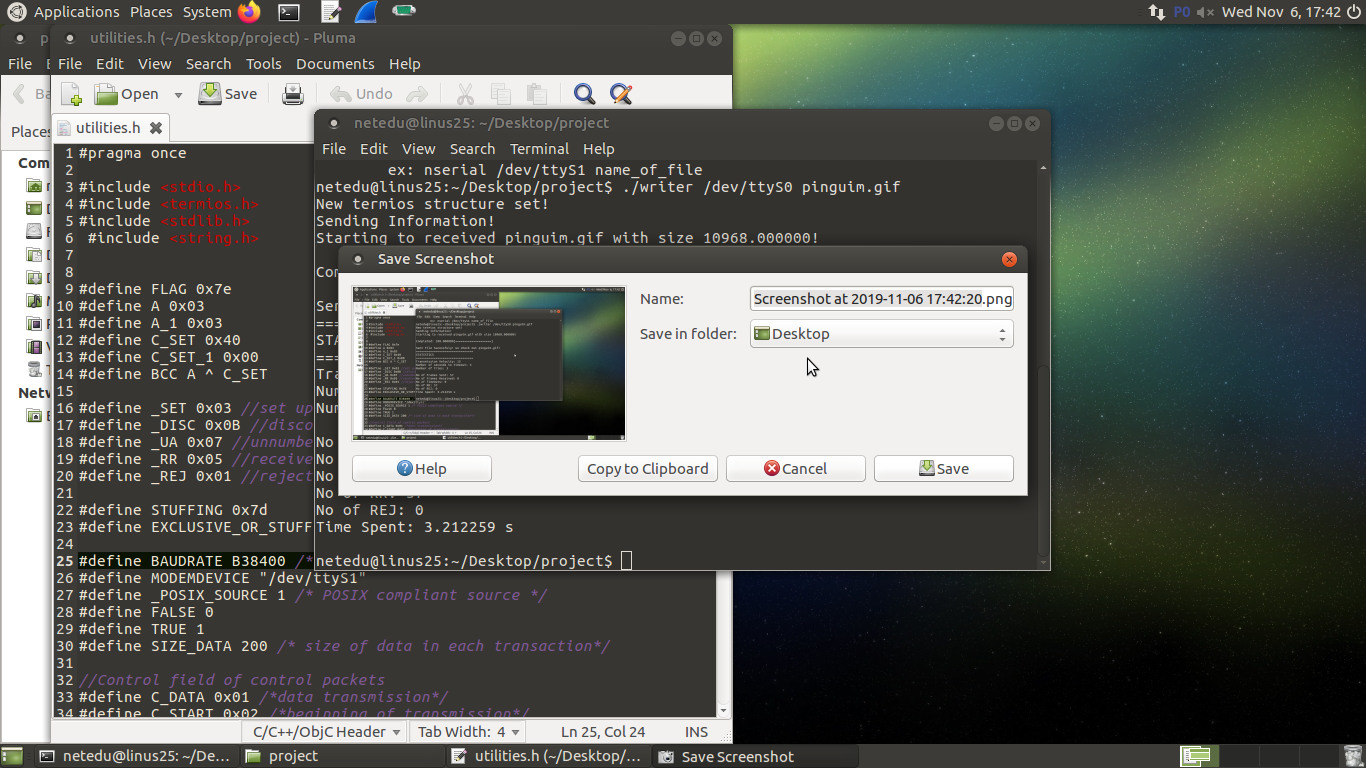 Applications Places System P0 Wed Nov 6, 17:42
utilities.h (~/Desktop/project) - Pluma
File File Edit View Search Tools Documents Help
Ba Open Save Undo
Places
utilities.h
1 #pragma once
2
3 #include <stdio.h>
4 #include <termios.h>
5 #include <stdlib.h>
6 #include <string.h>
7
8
9 #define FLAG 0x7e
10 #define A 0x03
11 #define A_1 0x03
12 #define C_SET 0x40
13 #define C_SET_1 0x00
14 #define BCC A ^ C_SET
15
16 #define _SET 0x03 //set up
17 #define _DISC 0x0B //disco
18 #define _UA 0x07 //unnumbe
19 #define _RR 0x05 //receive
20 #define _REJ 0x01 //reject
21
22 #define STUFFING 0x7d
23 #define EXCLUSIVE_OR_STUFF
24
25 #define BAUDRATE B38400 /*
26 #define MODEMDEVICE "/dev/ttyS1"
27 #define _POSIX_SOURCE 1 /* POSIX compliant source */
28 #define FALSE 0
29 #define TRUE 1
30 #define SIZE_DATA 200 /* size of data in each transaction*/
31
32 //Control field of control packets
33 #define C_DATA 0x01 /*data transmission*/
34 #define C_START 0x02 /*beginning of transmission*/
C/C++/ObjC Header Tab Width: 4 Ln 25, Col 24 INS
Com
Netw
netedu@linus25: ~/Desktop/project
File Edit View Search Terminal Help
ex: nserial /dev/ttyS1 name_of_file
netedu@linus25:~/Desktop/project$ ./writer /dev/ttyS0 pinguim.gif
New termios structure set!
Sending Information!
Starting to received pinguim.gif with size 10968.000000!
Com
Sen
===
STA
===
Tra
Num
Num
No
No
No
No of RR: 57
No of REJ: 0
Time Spent: 3.212259 s
netedu@linus25:~/Desktop/project$
Save Screenshot
Name: Screenshot at 2019-11-06 17:42:20.png
Save in folder: Desktop
Help Copy to Clipboard Cancel Save
netedu@linus25: ~/De... project utilities.h (~/Desktop/... Save Screenshot